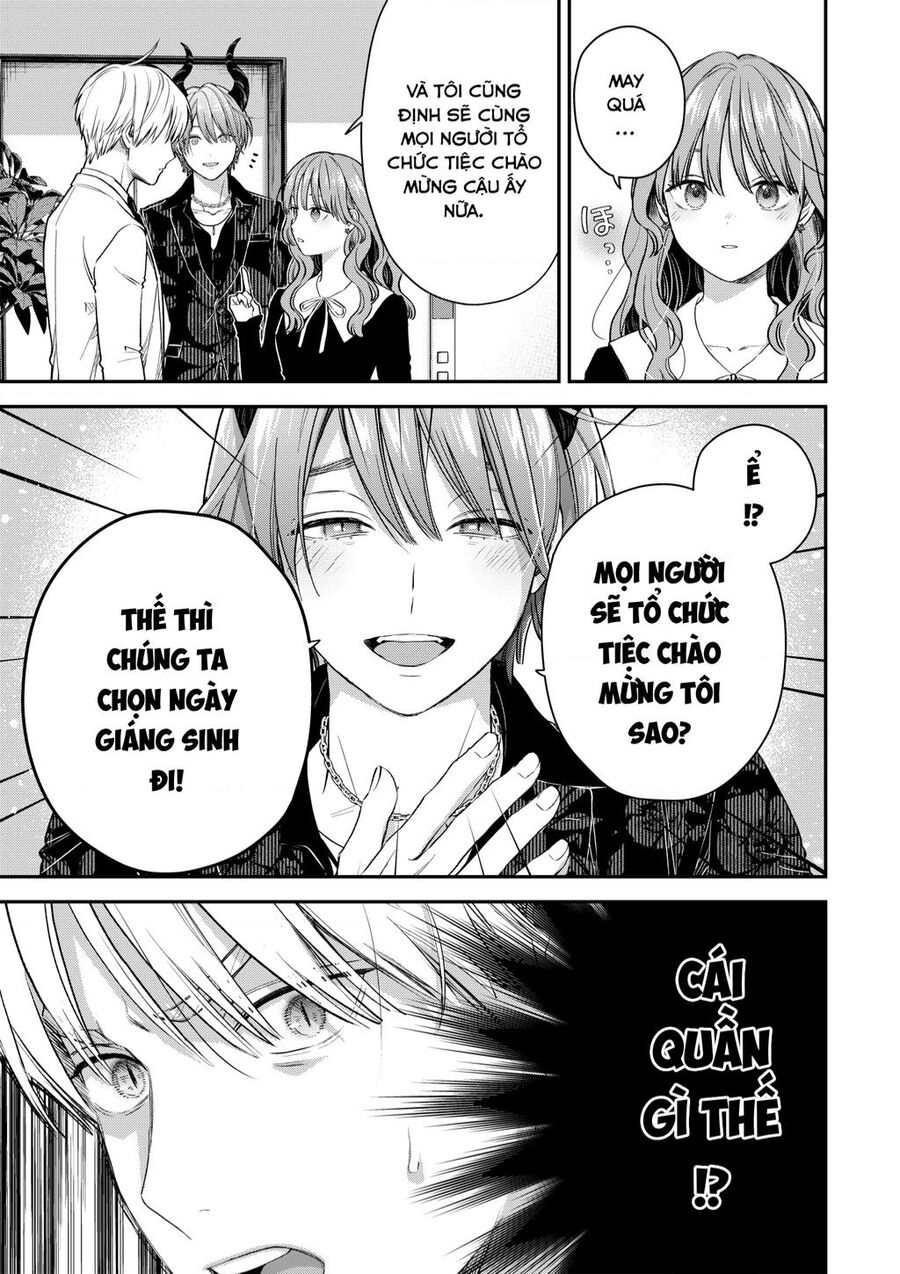 MAY
QUÁ
...
ほっ…
VÀ TÔI CŨNG
ĐỊNH SẼ CÙNG
MỌI NGƯỜI TỔ
CHỨC TIỆC CHÀO
MỪNG CẬU ẤY
NỮA.
Ể
!?
MỌI NGƯỜI
SẼ TỔ CHỨC
TIỆC CHÀO
MỪNG TÔI
SAO?
THẾ THÌ
CHÚNG TA
CHỌN NGÀY
GIÁNG SINH
ĐI!
CÁI
QUẦN
GÌ THẾ
!?